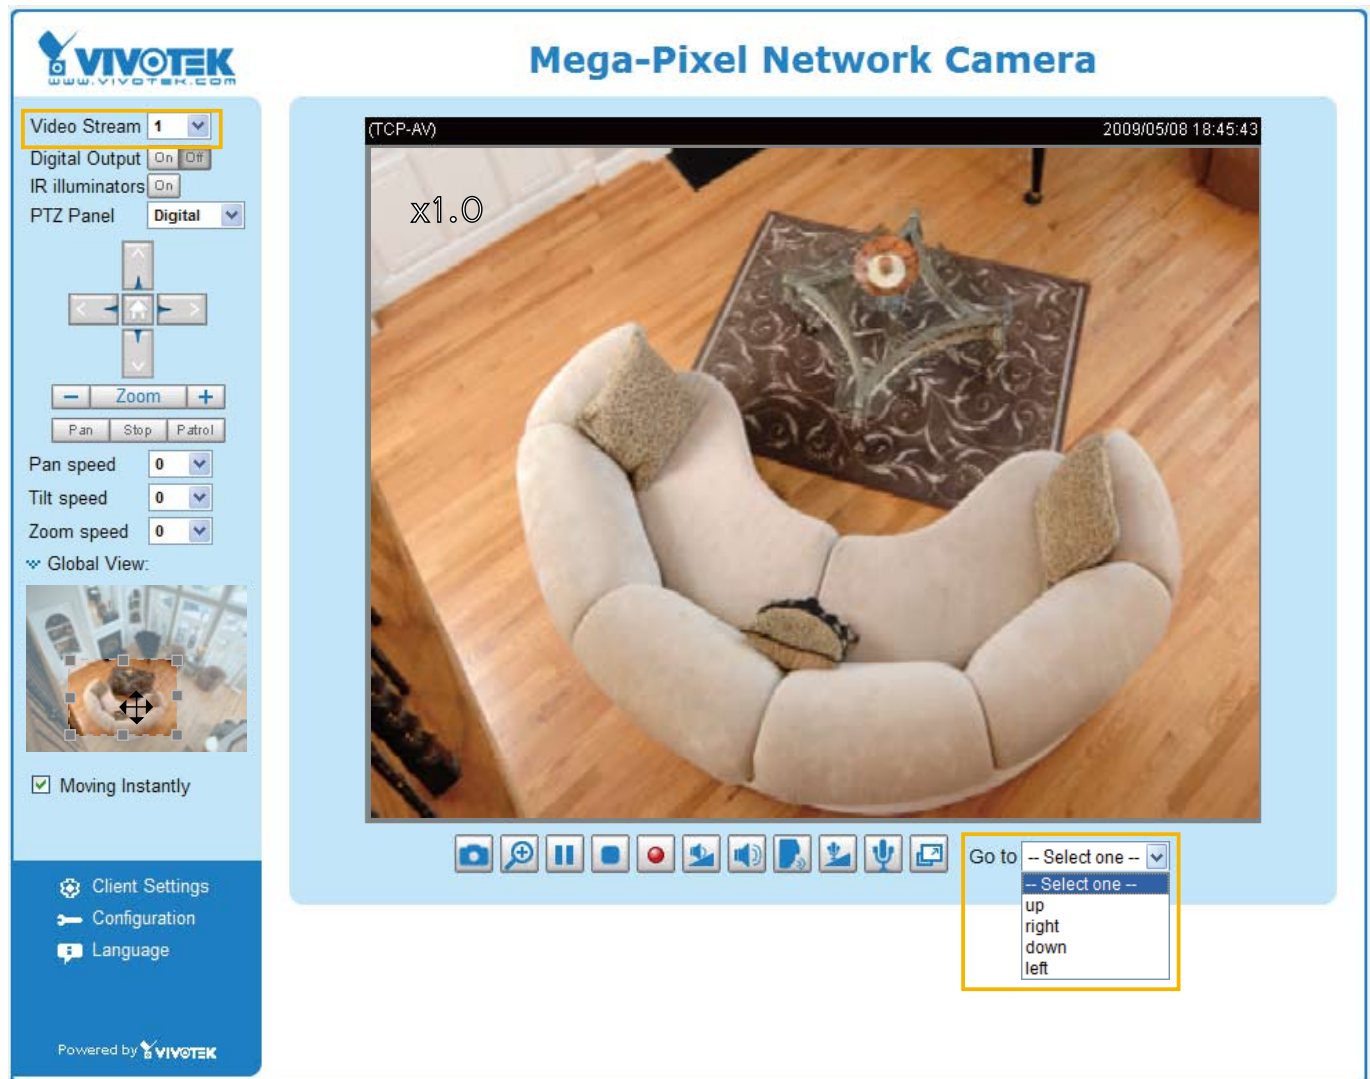 VIVOTEK
www.vivotek.com
Mega-Pixel Network Camera
Video Stream 1
Digital Output On Off
IR illuminators On
PTZ Panel Digital
Zoom
Pan Stop Patrol
Pan speed 0
Tilt speed 0
Zoom speed 0
Global View:
Moving Instantly
Client Settings
Configuration
Language
Powered by VIVOTEK
(TCP-AV) 2009/05/08 18:45:43
x1.0
Go to -- Select one --
-- Select one --
up
right
down
left